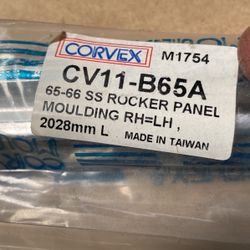 CORVEX M1754
CV11-B65A
65-66 SS ROCKER PANEL
MOULDING RH=LH ,
2028mm L MADE IN TAIWAN